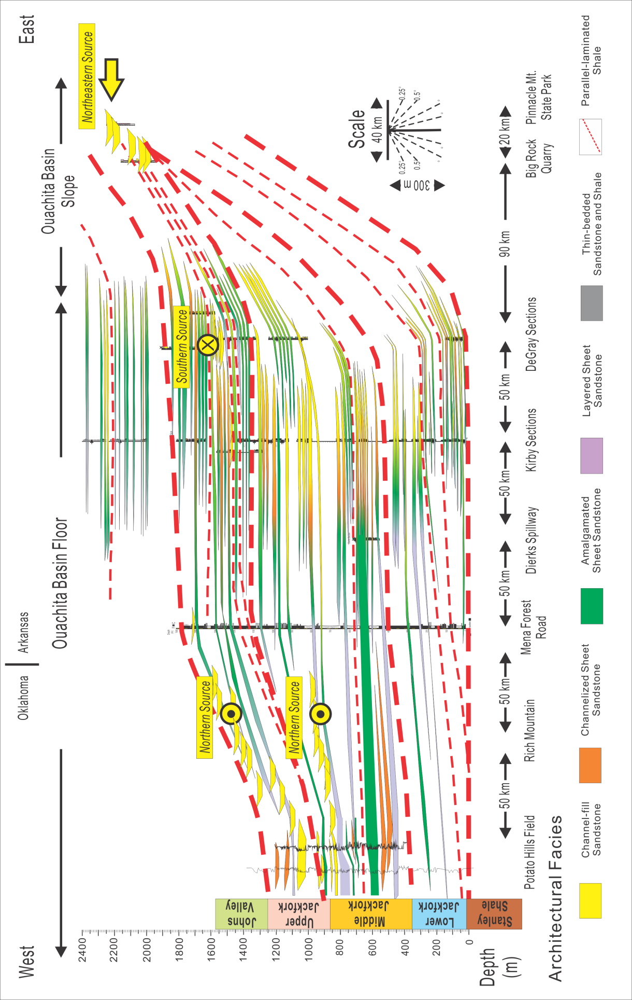 West
East
Oklahoma
Arkansas
Ouachita Basin Floor
Ouachita Basin
Slope
Northeastern Source
Southern Source
Northern Source
Northern Source
2400
2200
2000
1800
1600
1400
1200
1000
800
600
400
200
0
Depth
(m)
Johns
Valley
Upper
Jackfork
Middle
Jackfork
Lower
Jackfork
Stanley
Shale
Scale
40 km
300 m
0.25°
0.5°
0.25°
0.5°
50 km
50 km
50 km
50 km
50 km
90 km
20 km
Potato Hills Field
Rich Mountain
Mena Forest
Road
Dierks Spillway
Kirby Sections
DeGray Sections
Big Rock
Quarry
Pinnacle Mt.
State Park
Architectural Facies
Channel-fill
Sandstone
Channelized Sheet
Sandstone
Amalgamated
Sheet Sandstone
Layered Sheet
Sandstone
Thin-bedded
Sandstone and Shale
Parallel-laminated
Shale